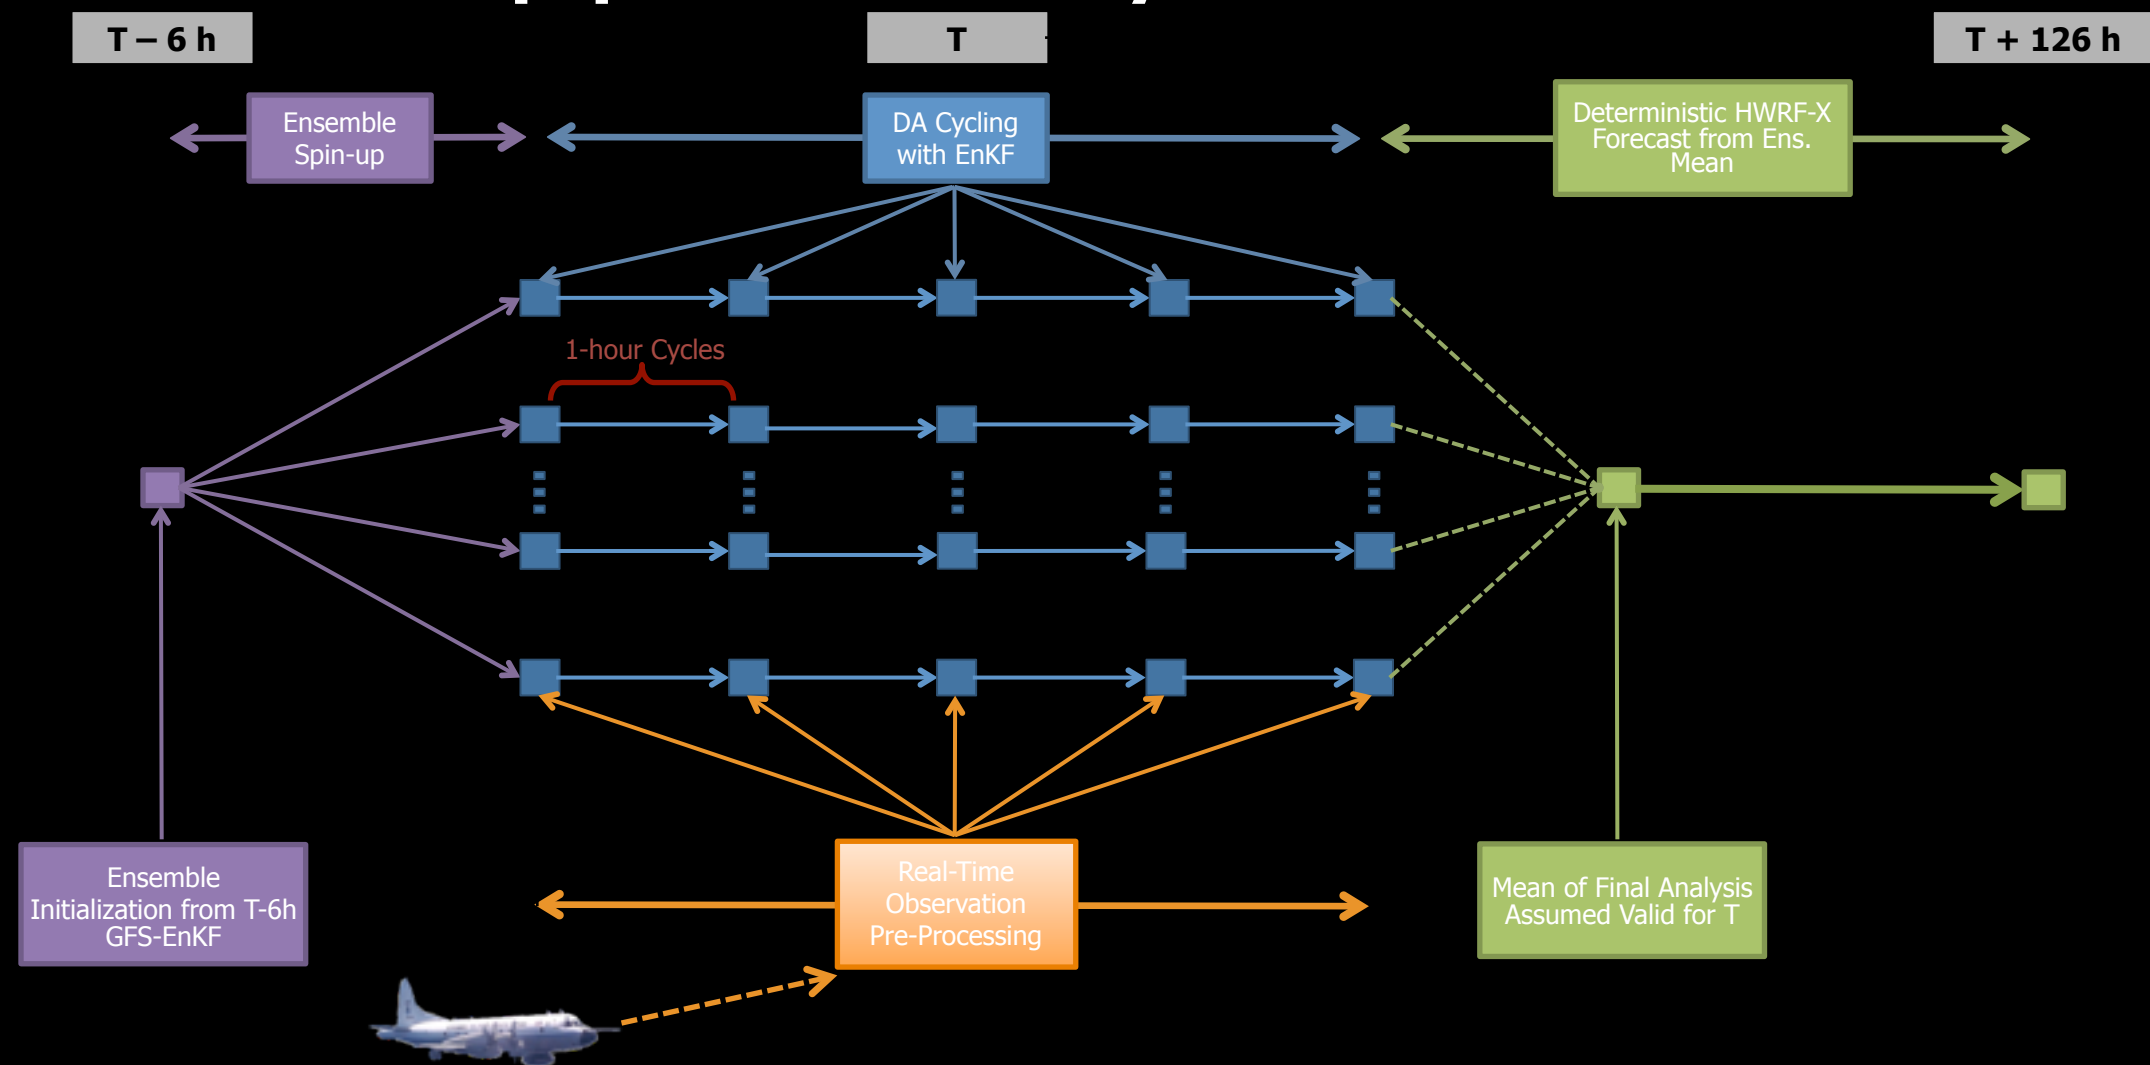 T – 6 h
T
T + 126 h
Ensemble
Spin-up
DA Cycling
with EnKF
Deterministic HWRF-X
Forecast from Ens.
Mean
1-hour Cycles
Ensemble
Initialization from T-6h
GFS-EnKF
Real-Time
Observation
Pre-Processing
Mean of Final Analysis
Assumed Valid for T